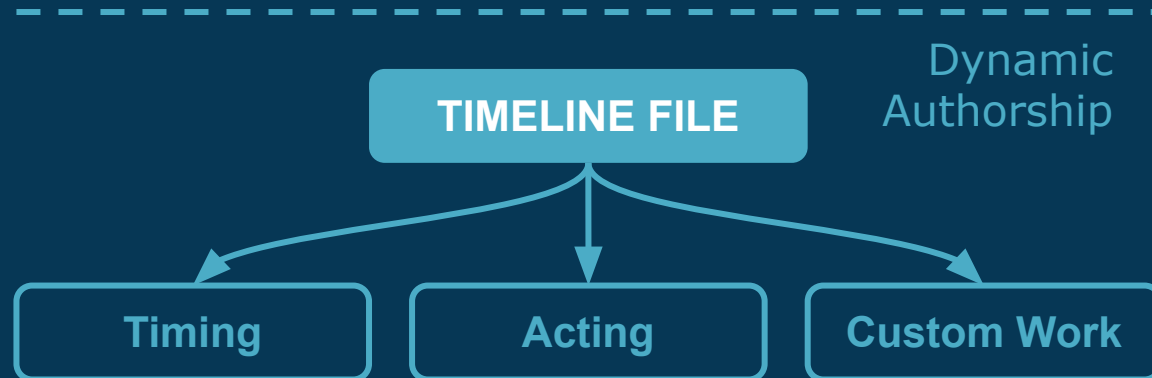 Dynamic
Authorship
TIMELINE FILE
Timing
Acting
Custom Work